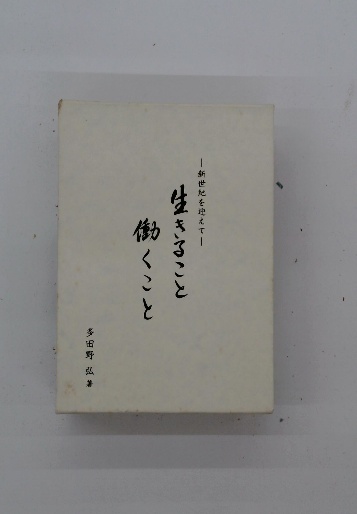 ―新世紀を迎えて―
生きること
働くこと
多田野 弘 著